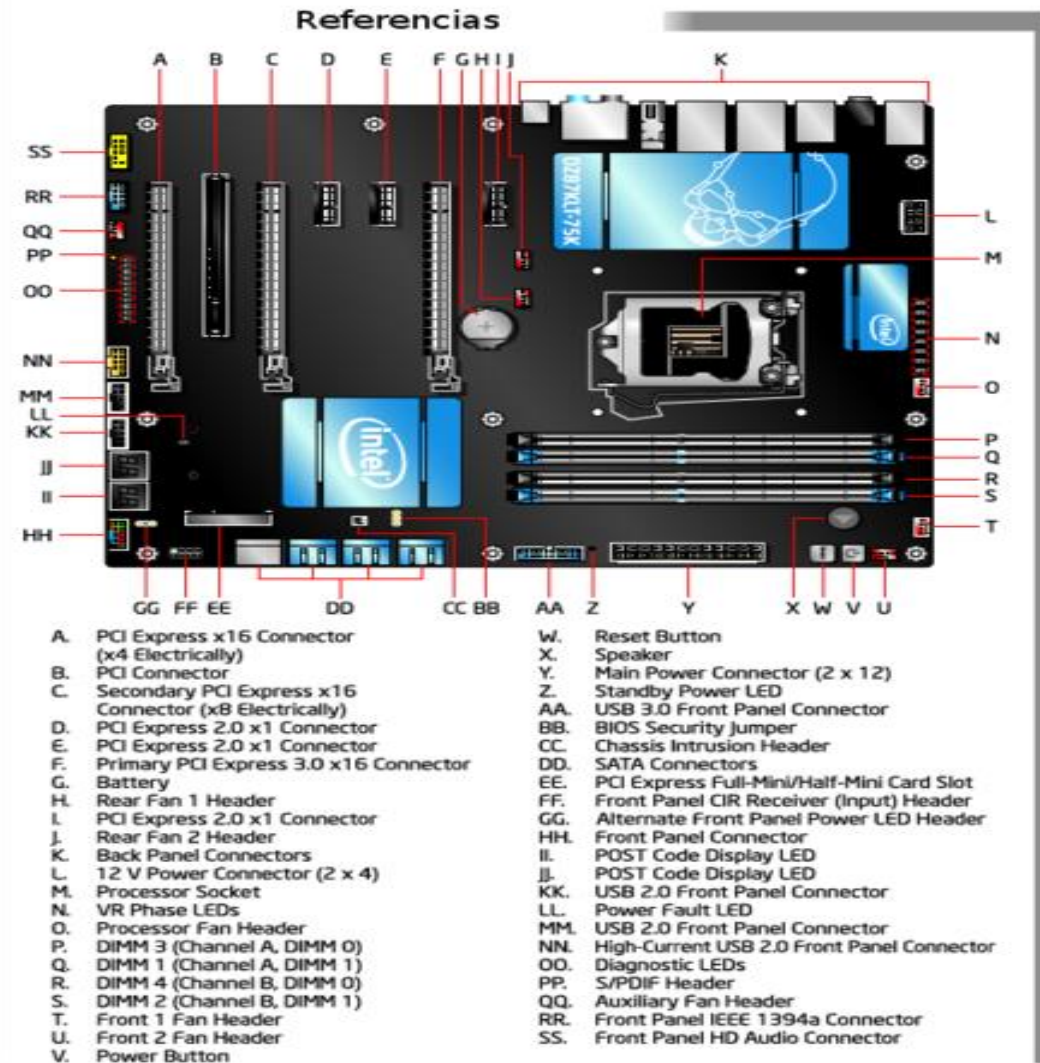 Referencias
A B C D E F G H I J K
SS
RR
QQ
PP
OO
NN
MM
LL
KK
JJ
II
HH
DZ87KLT-75K
intel
intel
L
M
N
O
P
Q
R
S
T
GG FF EE DD CC BB AA Z Y X W V U
A. PCI Express x16 Connector
(x4 Electrically)
B. PCI Connector
C. Secondary PCI Express x16
Connector (x8 Electrically)
D. PCI Express 2.0 x1 Connector
E. PCI Express 2.0 x1 Connector
F. Primary PCI Express 3.0 x16 Connector
G. Battery
H. Rear Fan 1 Header
I. PCI Express 2.0 x1 Connector
J. Rear Fan 2 Header
K. Back Panel Connectors
L. 12 V Power Connector (2 x 4)
M. Processor Socket
N. VR Phase LEDs
O. Processor Fan Header
P. DIMM 3 (Channel A, DIMM 0)
Q. DIMM 1 (Channel A, DIMM 1)
R. DIMM 4 (Channel B, DIMM 0)
S. DIMM 2 (Channel B, DIMM 1)
T. Front 1 Fan Header
U. Front 2 Fan Header
V. Power Button
W. Reset Button
X. Speaker
Y. Main Power Connector (2 x 12)
Z. Standby Power LED
AA. USB 3.0 Front Panel Connector
BB. BIOS Security Jumper
CC. Chassis Intrusion Header
DD. SATA Connectors
EE. PCI Express Full-Mini/Half-Mini Card Slot
FF. Front Panel CIR Receiver (Input) Header
GG. Alternate Front Panel Power LED Header
HH. Front Panel Connector
II. POST Code Display LED
JJ. POST Code Display LED
KK. USB 2.0 Front Panel Connector
LL. Power Fault LED
MM. USB 2.0 Front Panel Connector
NN. High-Current USB 2.0 Front Panel Connector
OO. Diagnostic LEDs
PP. S/PDIF Header
QQ. Auxiliary Fan Header
RR. Front Panel IEEE 1394a Connector
SS. Front Panel HD Audio Connector